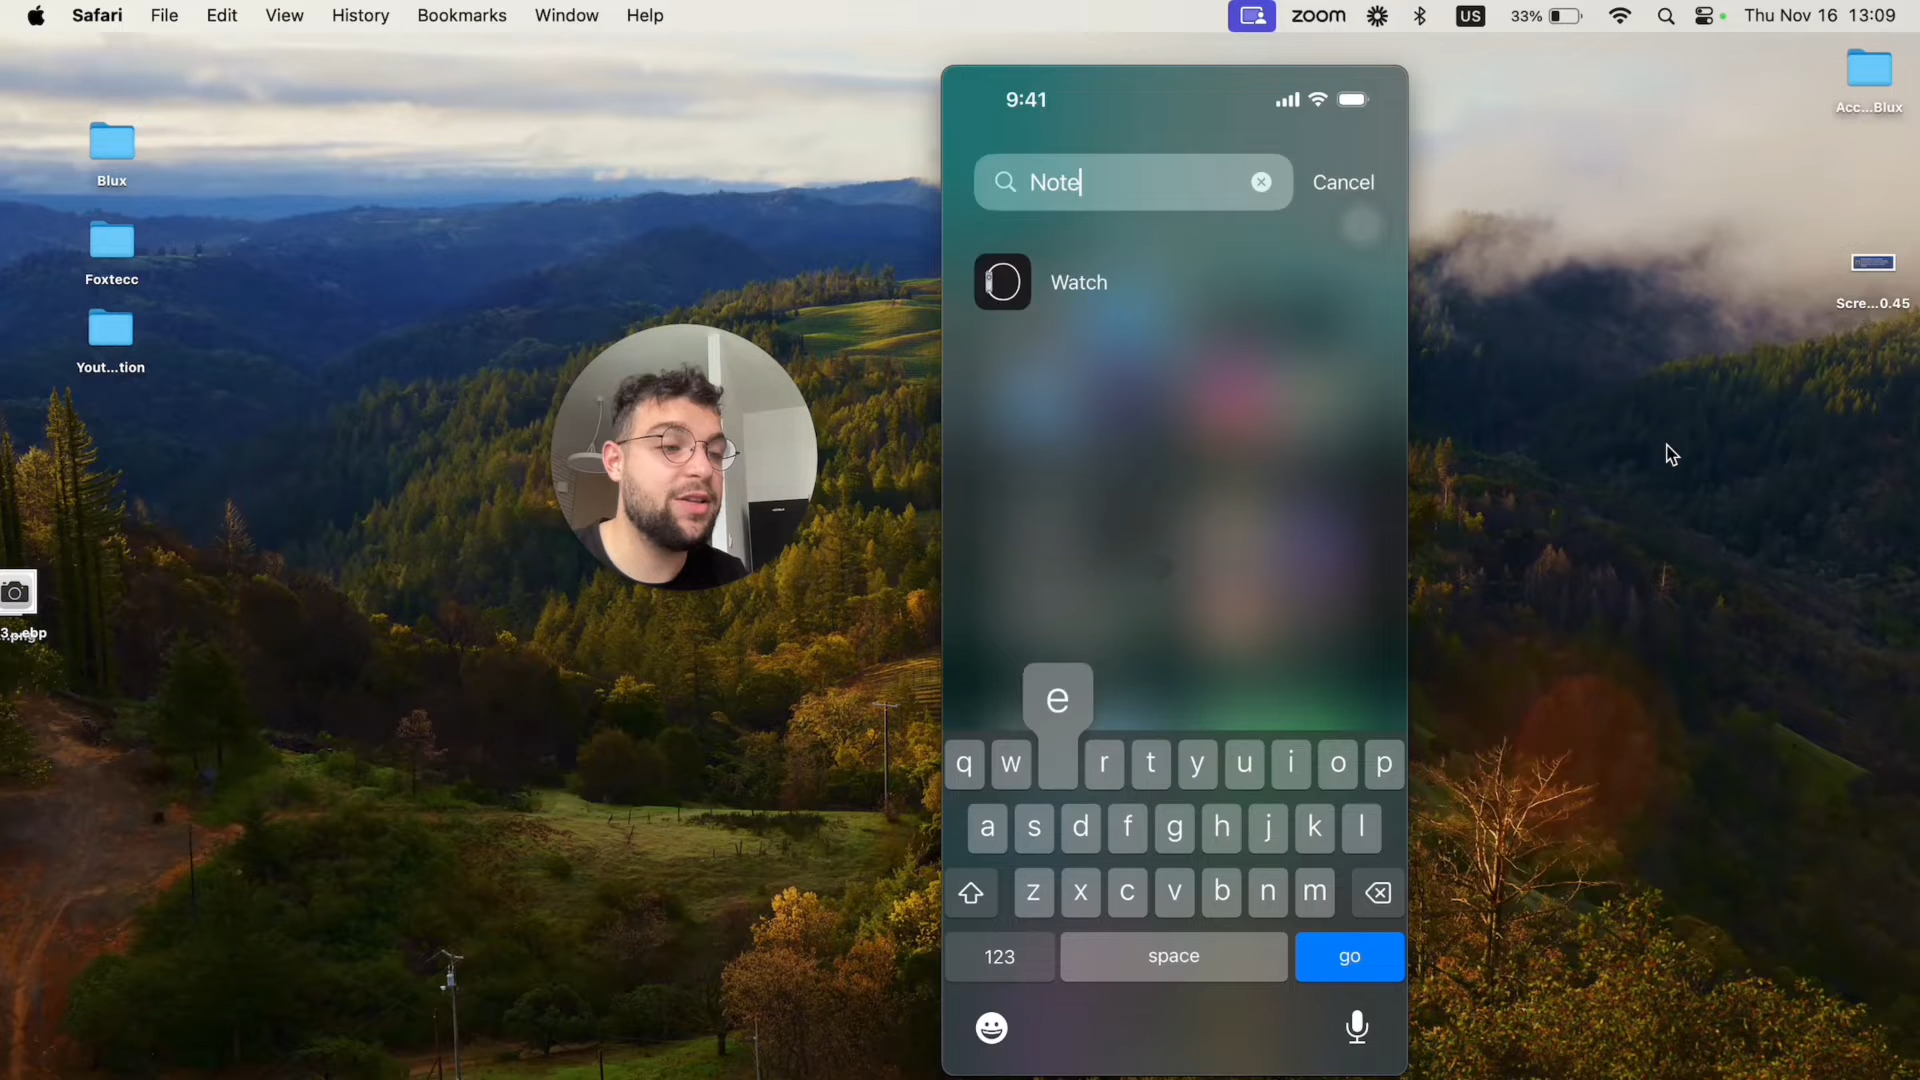 Safari File Edit View History Bookmarks Window Help zoom US 33% Thu Nov 16 13:09
Acc...Blux
Blux
Foxtecc
Yout...tion
Scre...0.45
9:41
Note
Cancel
Watch
e
q w r t y u i o p
a s d f g h j k l
z x c v b n m
123 space go